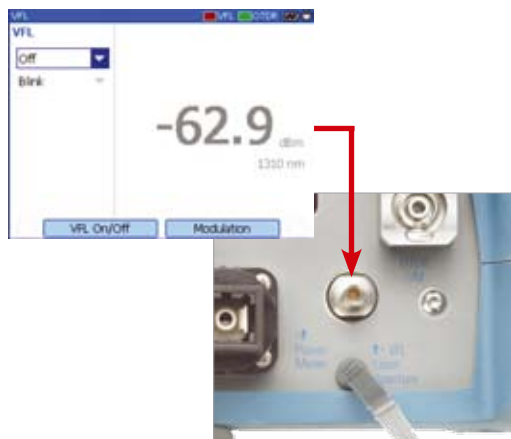 VFL
VFL OTDR
VFL
Off
Blink
-62.9 dBm
1310 nm
VFL On/Off
Modulation
Power
Meter
VFL
Laser
Aperture